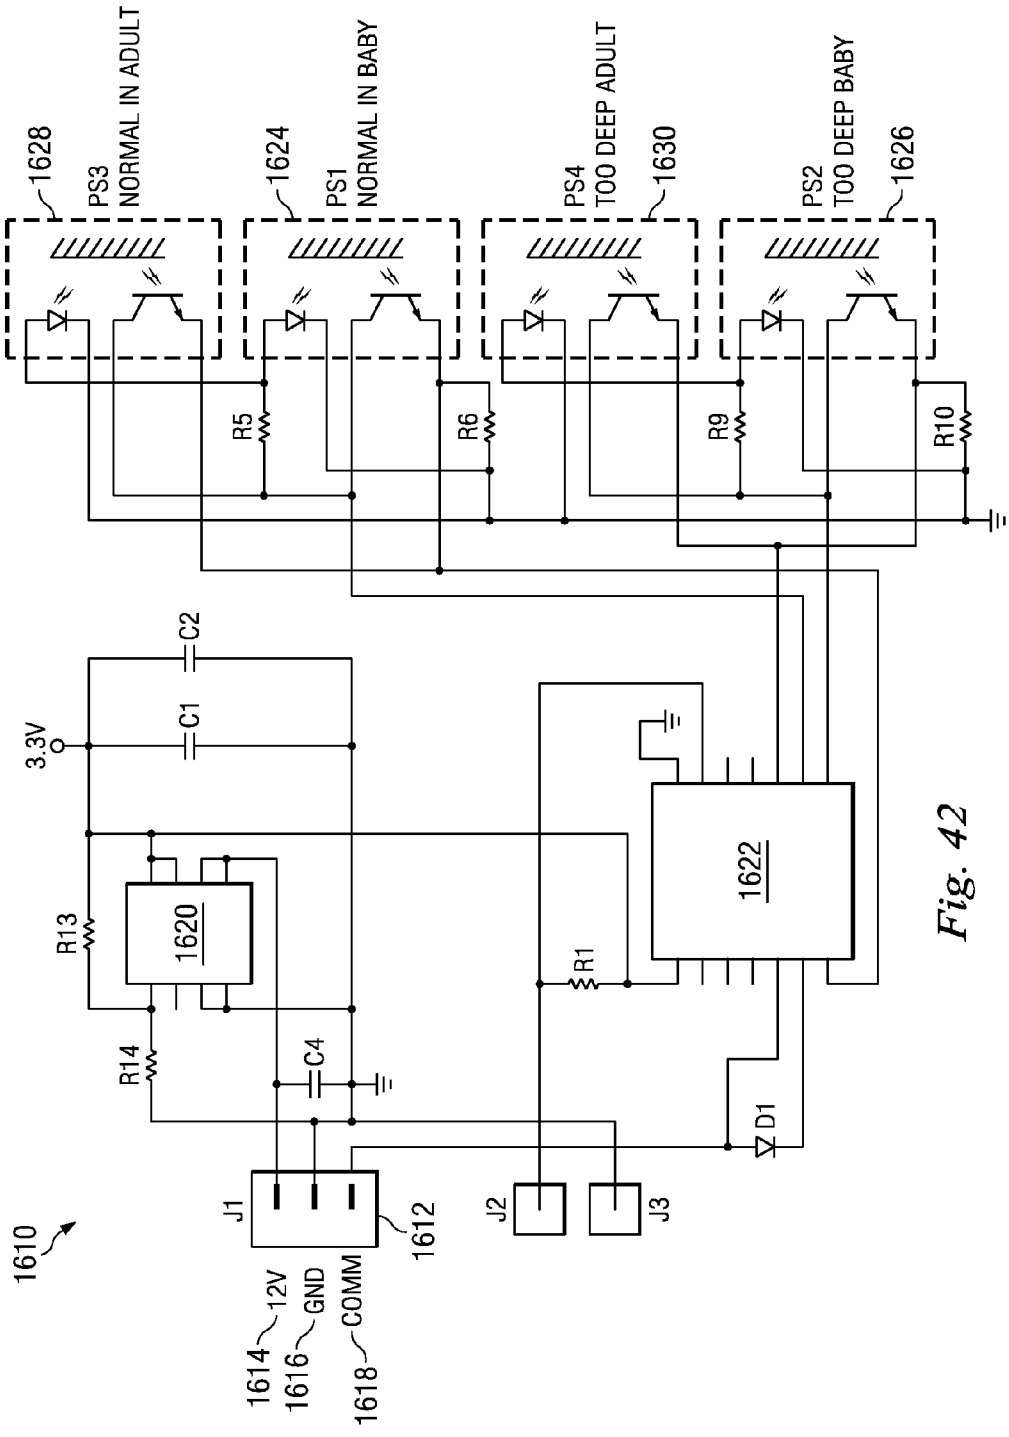 1628
PS3
NORMAL IN ADULT
1624
PS1
NORMAL IN BABY
PS4
TOO DEEP ADULT
1630
PS2
TOO DEEP BABY
1626
R5
R6
R9
R10
3.3V
C1
C2
R13
1620
R14
C4
R1
1622
D1
J1
1612
J2
J3
1610
1614
12V
1616
GND
1618
COMM
Fig. 42